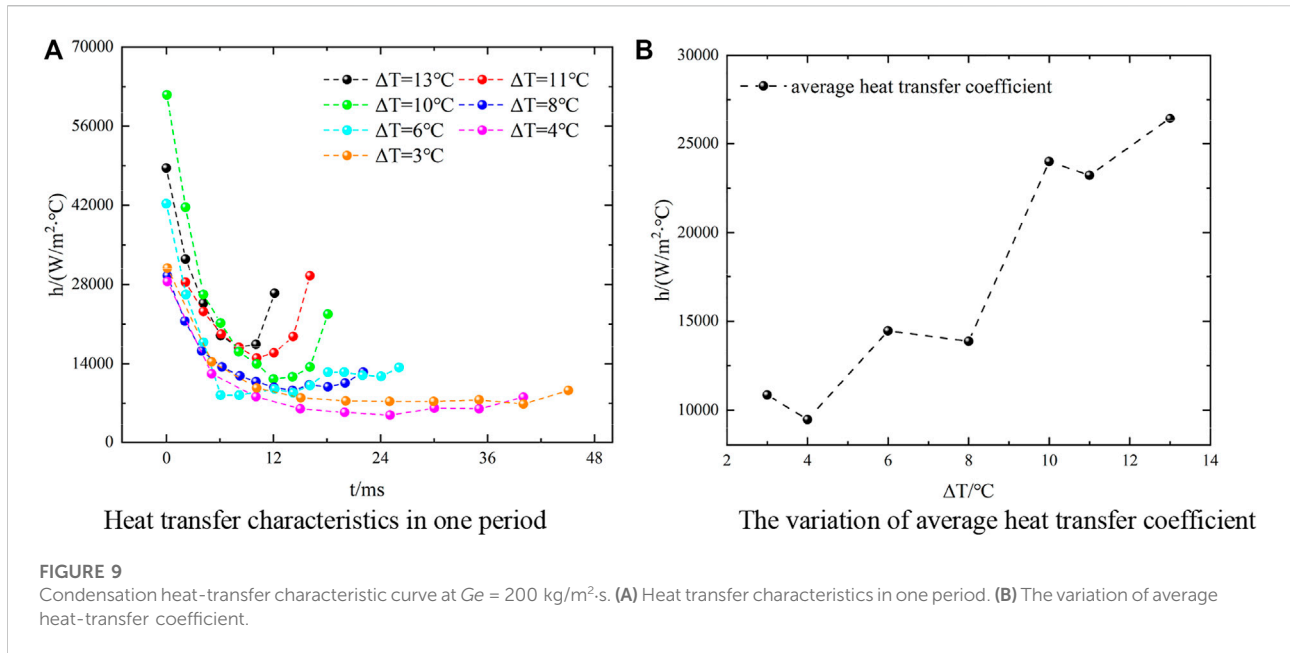 A
70000
56000
42000
28000
14000
0
h/(W/m²·°C)
ΔT=13°C ΔT=11°C
ΔT=10°C ΔT=8°C
ΔT=6°C ΔT=4°C
ΔT=3°C
0 12 24 36 48
t/ms
Heat transfer characteristics in one period
B
30000
25000
20000
15000
10000
h/(W/m²·°C)
average heat transfer coefficient
2 4 6 8 10 12 14
ΔT/°C
The variation of average heat transfer coefficient
FIGURE 9
Condensation heat-transfer characteristic curve at Ge = 200 kg/m²·s. (A) Heat transfer characteristics in one period. (B) The variation of average
heat-transfer coefficient.